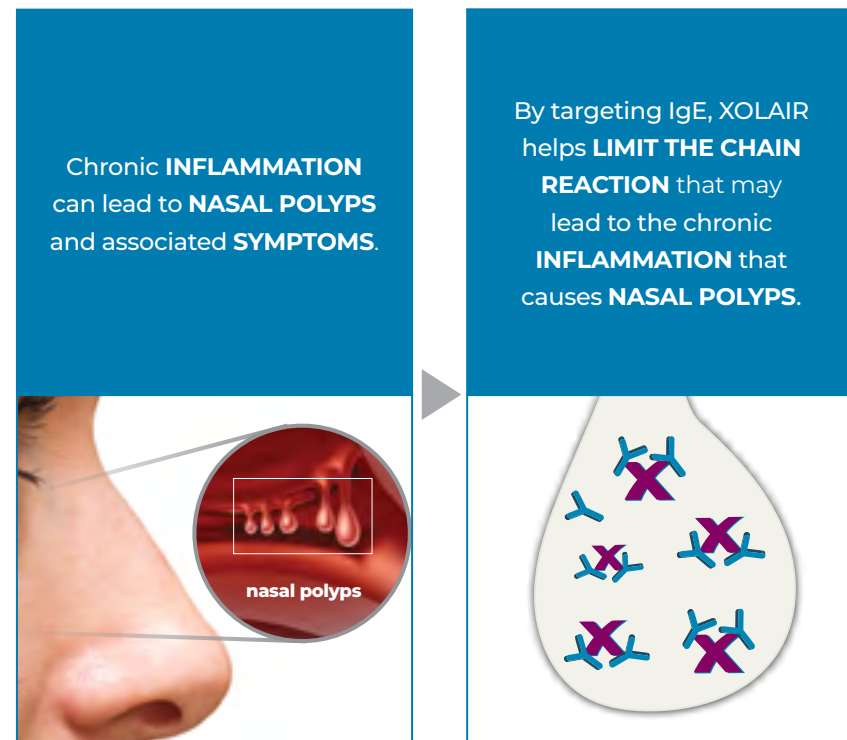 Chronic INFLAMMATION
can lead to NASAL POLYPS
and associated SYMPTOMS.
nasal polyps
By targeting IgE, XOLAIR
helps LIMIT THE CHAIN
REACTION that may
lead to the chronic
INFLAMMATION that
causes NASAL POLYPS.
X
X
X
X
X